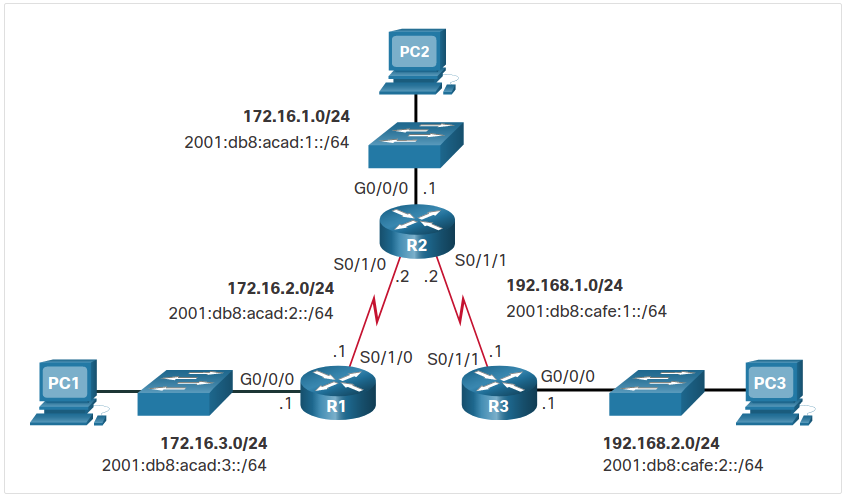 PC2
172.16.1.0/24
2001:db8:acad:1::/64
G0/0/0 .1
R2
S0/1/0 S0/1/1
.2 .2
172.16.2.0/24
2001:db8:acad:2::/64
192.168.1.0/24
2001:db8:cafe:1::/64
.1 S0/1/0
S0/1/1 .1
PC1
G0/0/0
.1
R1
R3
G0/0/0
.1
PC3
172.16.3.0/24
2001:db8:acad:3::/64
192.168.2.0/24
2001:db8:cafe:2::/64